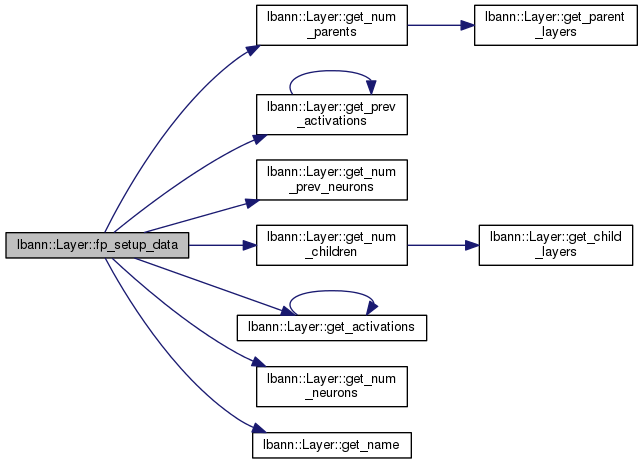 lbann::Layer::get_num
_parents
lbann::Layer::get_parent
_layers
lbann::Layer::get_prev
_activations
lbann::Layer::get_num
_prev_neurons
lbann::Layer::fp_setup_data
lbann::Layer::get_num
_children
lbann::Layer::get_child
_layers
lbann::Layer::get_activations
lbann::Layer::get_num
_neurons
lbann::Layer::get_name